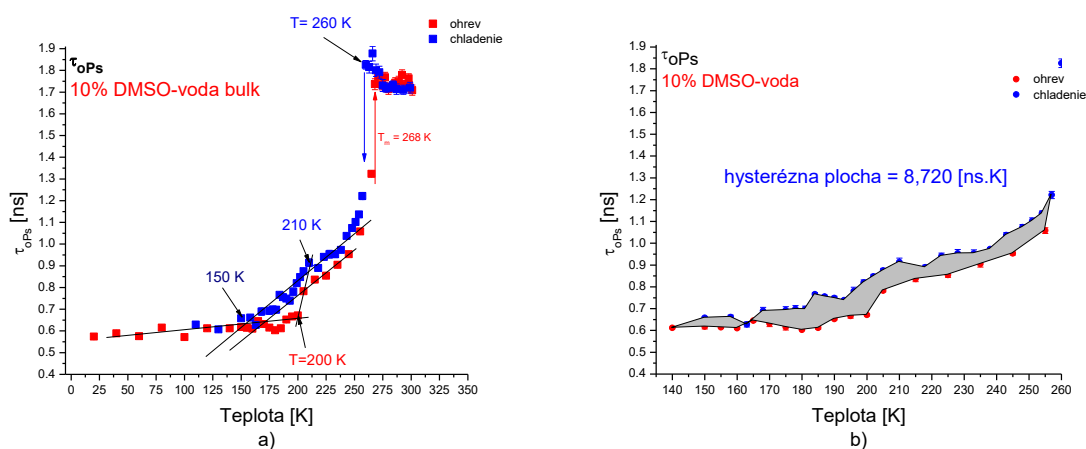 T= 260 K
ohrev
chladenie
τoPs
10% DMSO-voda bulk
Tm = 268 K
210 K
150 K
T=200 K
τoPs [ns]
1.9
1.8
1.7
1.6
1.5
1.4
1.3
1.2
1.1
1.0
0.9
0.8
0.7
0.6
0.5
0.4
0 25 50 75 100 125 150 175 200 225 250 275 300 325 350
Teplota [K]
a)
τoPs
10% DMSO-voda
ohrev
chladenie
hysterézna plocha = 8,720 [ns.K]
τoPs [ns]
1.9
1.8
1.7
1.6
1.5
1.4
1.3
1.2
1.1
1.0
0.9
0.8
0.7
0.6
0.5
0.4
140 150 160 170 180 190 200 210 220 230 240 250 260
Teplota [K]
b)